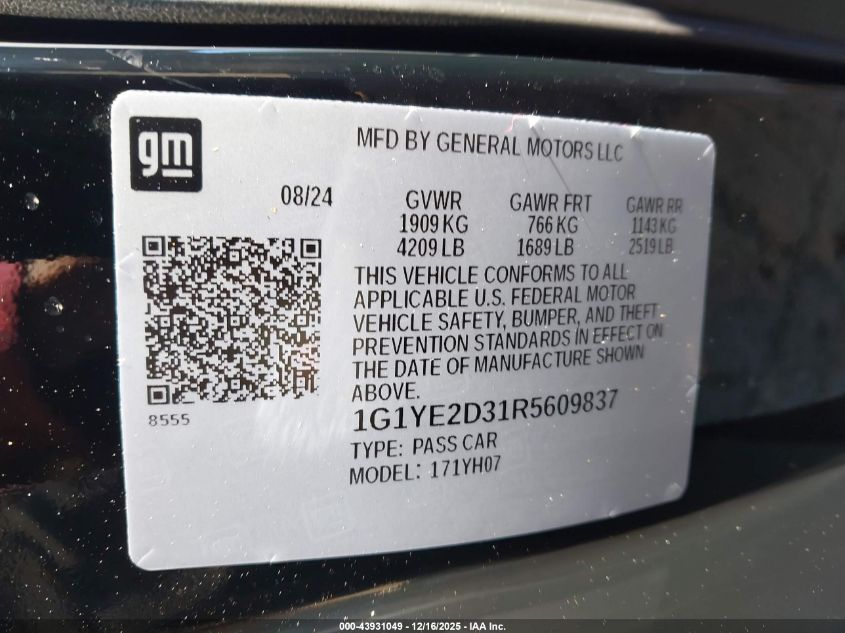 gm
MFD BY GENERAL MOTORS LLC
08/24
GVWR GAWR FRT GAWR RR
1909 KG 766 KG 1143 KG
4209 LB 1689 LB 2519 LB
THIS VEHICLE CONFORMS TO ALL
APPLICABLE U.S. FEDERAL MOTOR
VEHICLE SAFETY, BUMPER, AND THEFT
PREVENTION STANDARDS IN EFFECT ON
THE DATE OF MANUFACTURE SHOWN
ABOVE.
8555
1G1YE2D31R5609837
TYPE: PASS CAR
MODEL: 171YH07
000-43931049 - 12/16/2025 - IAA Inc.